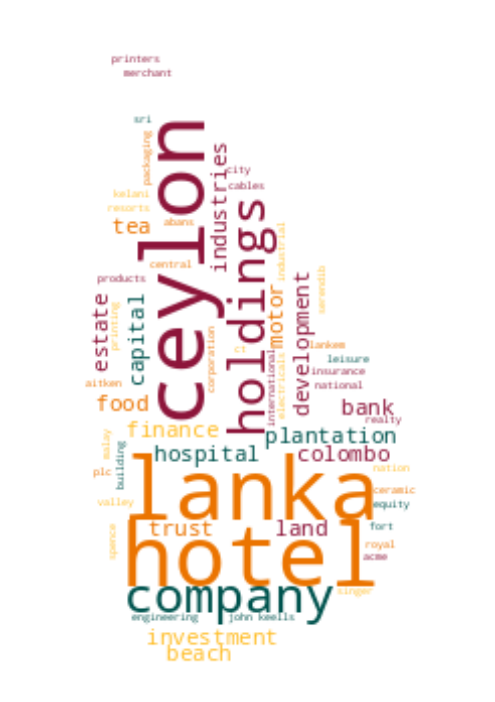 printers
merchant
sri
ceylon
packaging
industries
city
cables
kelani
resorts
holdings
tea
abans
industrial
central
serendib
products
development
motor
estate
capital
printing
corporation
ct
international
electricals
lankem
leisure
insurance
national
aitken
food
bank
realty
finance
plantation
malay
building
hospital
colombo
lanka
plc
nation
ceramic
valley
equity
hotel
spence
trust
land
fort
royal
acme
company
singer
engineering
john keells
investment
beach